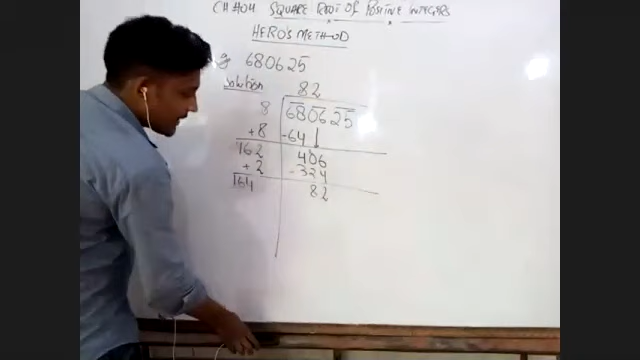 CH#04 SQUARE ROOT OF POSITIVE INTEGERS
HERO'S METHOD
eg 680625
Solution
82
8 680625
+8 -64
162 406
+2 -324
164 82